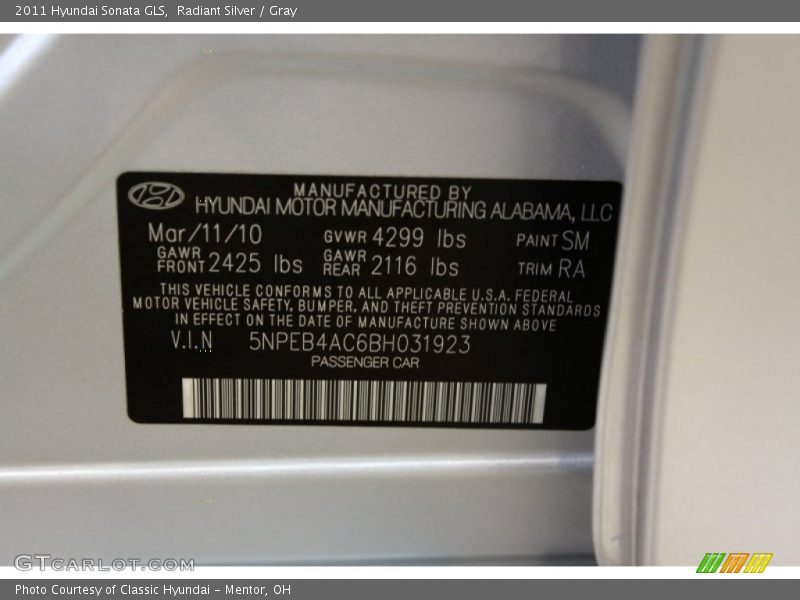 2011 Hyundai Sonata GLS, Radiant Silver / Gray
MANUFACTURED BY
HYUNDAI MOTOR MANUFACTURING ALABAMA, LLC
Mar/11/10 GVWR 4299 lbs PAINT SM
GAWR FRONT 2425 lbs GAWR REAR 2116 lbs TRIM RA
THIS VEHICLE CONFORMS TO ALL APPLICABLE U.S.A. FEDERAL
MOTOR VEHICLE SAFETY, BUMPER, AND THEFT PREVENTION STANDARDS
IN EFFECT ON THE DATE OF MANUFACTURE SHOWN ABOVE
V.I.N 5NPEB4AC6BH031923
PASSENGER CAR
GTCARLOT.COM
Photo Courtesy of Classic Hyundai - Mentor, OH